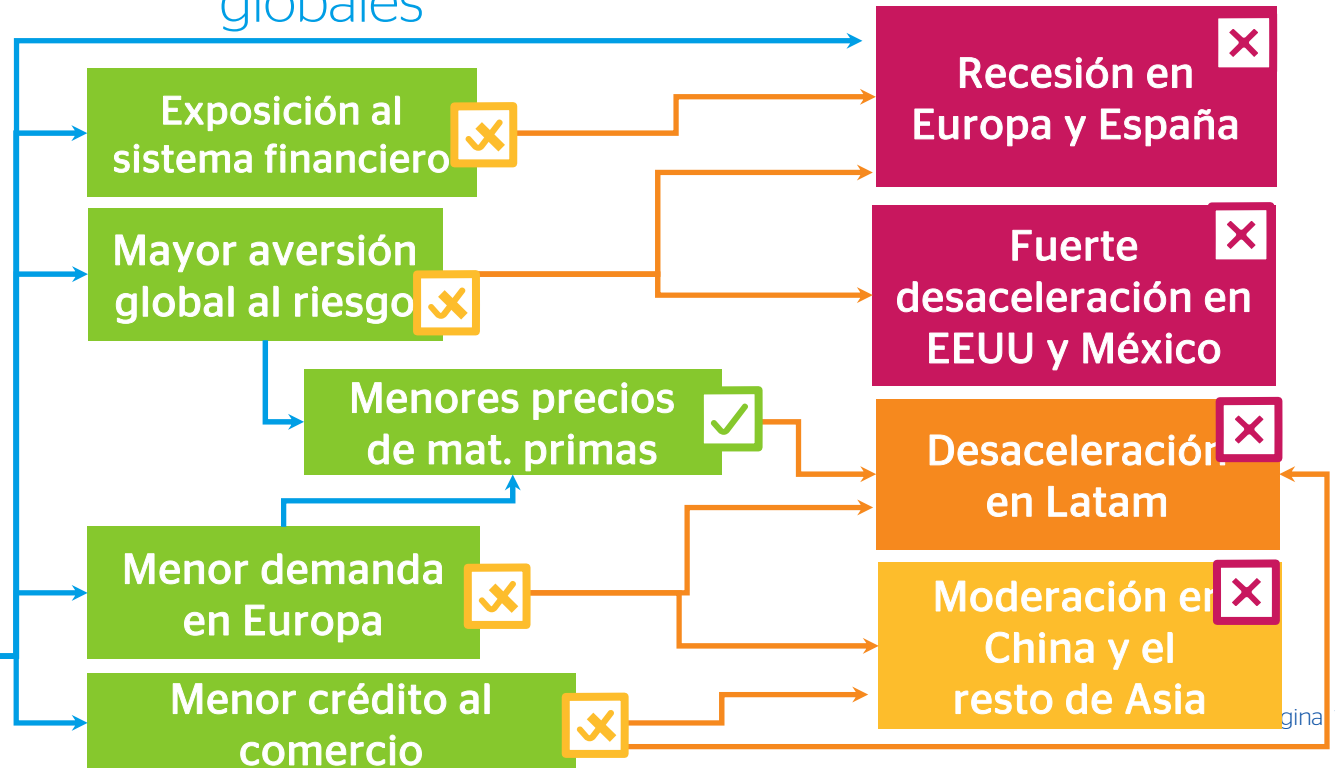 globales
Exposición al
sistema financiero
Mayor aversión
global al riesgo
Menores precios
de mat. primas
Menor demanda
en Europa
Menor crédito al
comercio
Recesión en
Europa y España
Fuerte
desaceleración en
EEUU y México
Desaceleración
en Latam
Moderación en
China y el
resto de Asia
gina